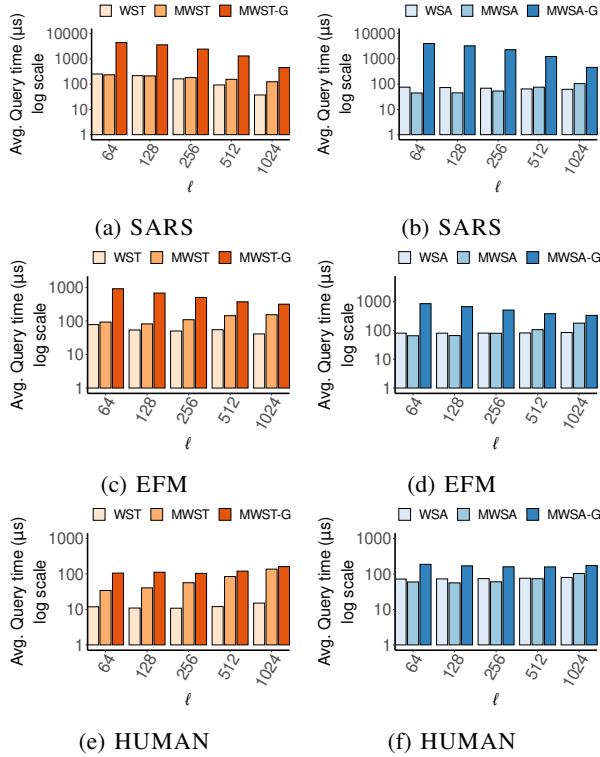 WST MWST MWST-G
Avg. Query time (µs)
log scale
10000
1000
100
10
1
64 128 256 512 1024
ℓ
(a) SARS
WSA MWSA MWSA-G
Avg. Query time (µs)
log scale
10000
1000
100
10
1
64 128 256 512 1024
ℓ
(b) SARS
WST MWST MWST-G
Avg. Query time (µs)
log scale
1000
100
10
1
64 128 256 512 1024
ℓ
(c) EFM
WSA MWSA MWSA-G
Avg. Query time (µs)
log scale
1000
100
10
1
64 128 256 512 1024
ℓ
(d) EFM
WST MWST MWST-G
Avg. Query time (µs)
log scale
1000
100
10
1
64 128 256 512 1024
ℓ
(e) HUMAN
WSA MWSA MWSA-G
Avg. Query time (µs)
log scale
1000
100
10
1
64 128 256 512 1024
ℓ
(f) HUMAN